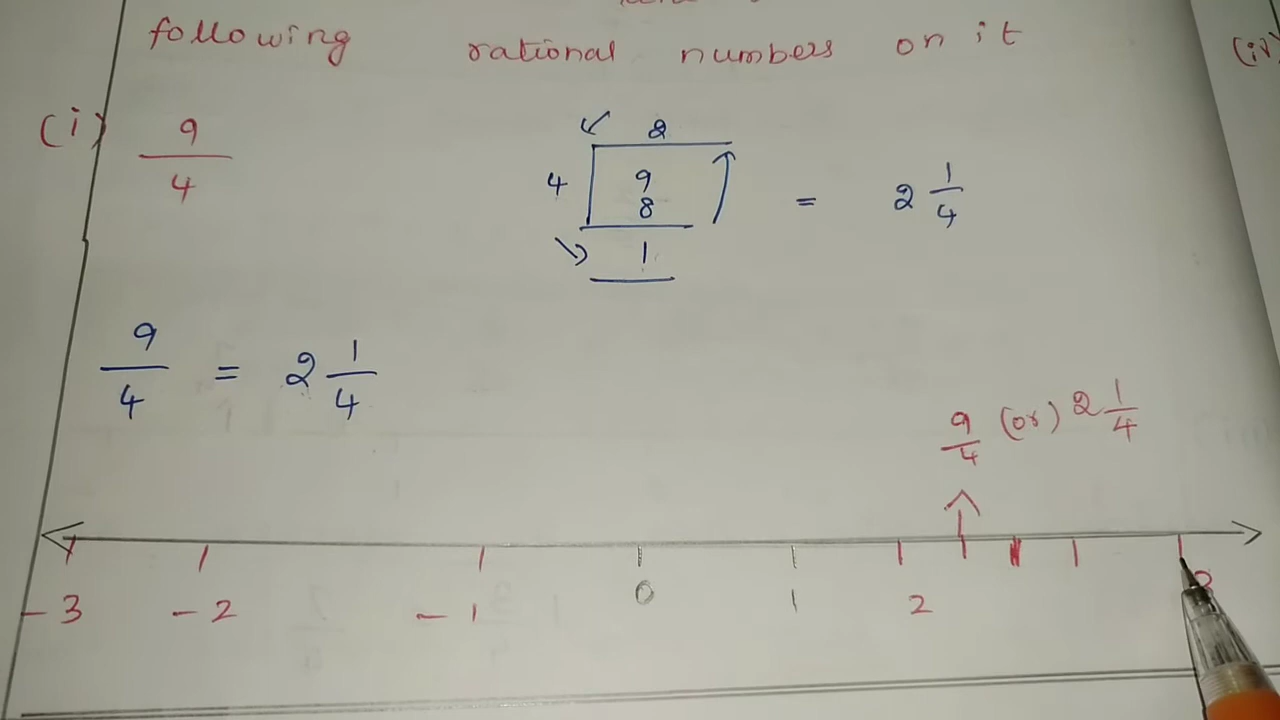 following rational numbers on it
(iv)
(i) 9/4
2
4 9
8
1
= 2 1/4
9/4 = 2 1/4
9/4 (or) 2 1/4
-3 -2 -1 0 1 2